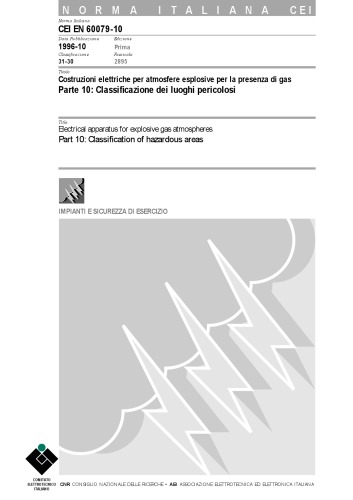 NORMA ITALIANA CEI
Norma Italiana
CEI EN 60079-10
Data Pubblicazione Edizione
1996-10 Prima
Classificazione Fascicolo
31-30 2895
Titolo
Costruzioni elettriche per atmosfere esplosive per la presenza di gas
Parte 10: Classificazione dei luoghi pericolosi
Title
Electrical apparatus for explosive gas atmospheres
Part 10: Classification of hazardous areas
IMPIANTI E SICUREZZA DI ESERCIZIO
COMITATO
ELETTROTECNICO
ITALIANO
CNR CONSIGLIO NAZIONALE DELLE RICERCHE • AEI ASSOCIAZIONE ELETTROTECNICA ED ELETTRONICA ITALIANA